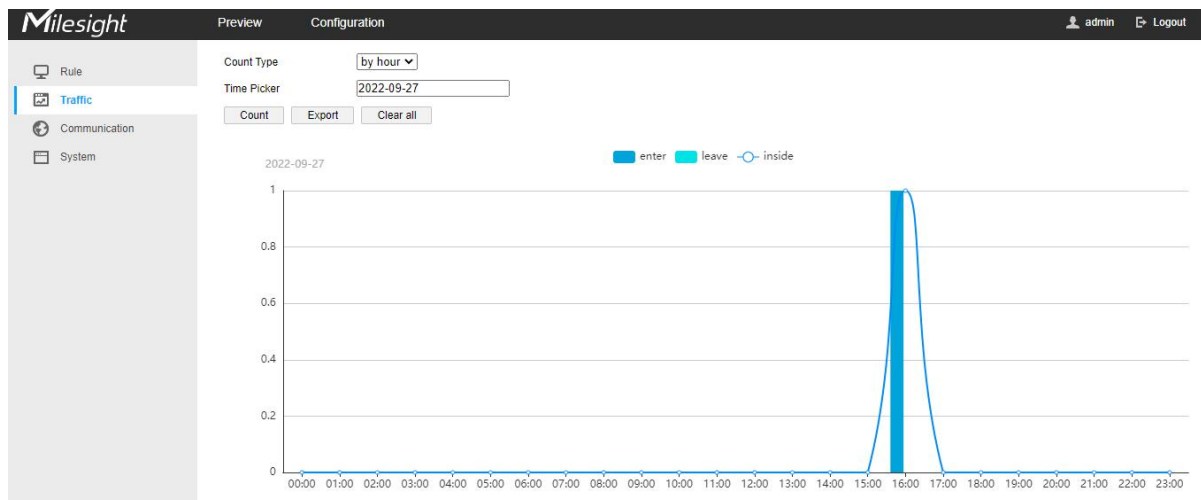 Milesight Preview Configuration admin Logout
Rule
Traffic
Communication
System
Count Type by hour
Time Picker 2022-09-27
Count Export Clear all
2022-09-27 enter leave inside
1
0.8
0.6
0.4
0.2
0
00:00 01:00 02:00 03:00 04:00 05:00 06:00 07:00 08:00 09:00 10:00 11:00 12:00 13:00 14:00 15:00 16:00 17:00 18:00 19:00 20:00 21:00 22:00 23:00